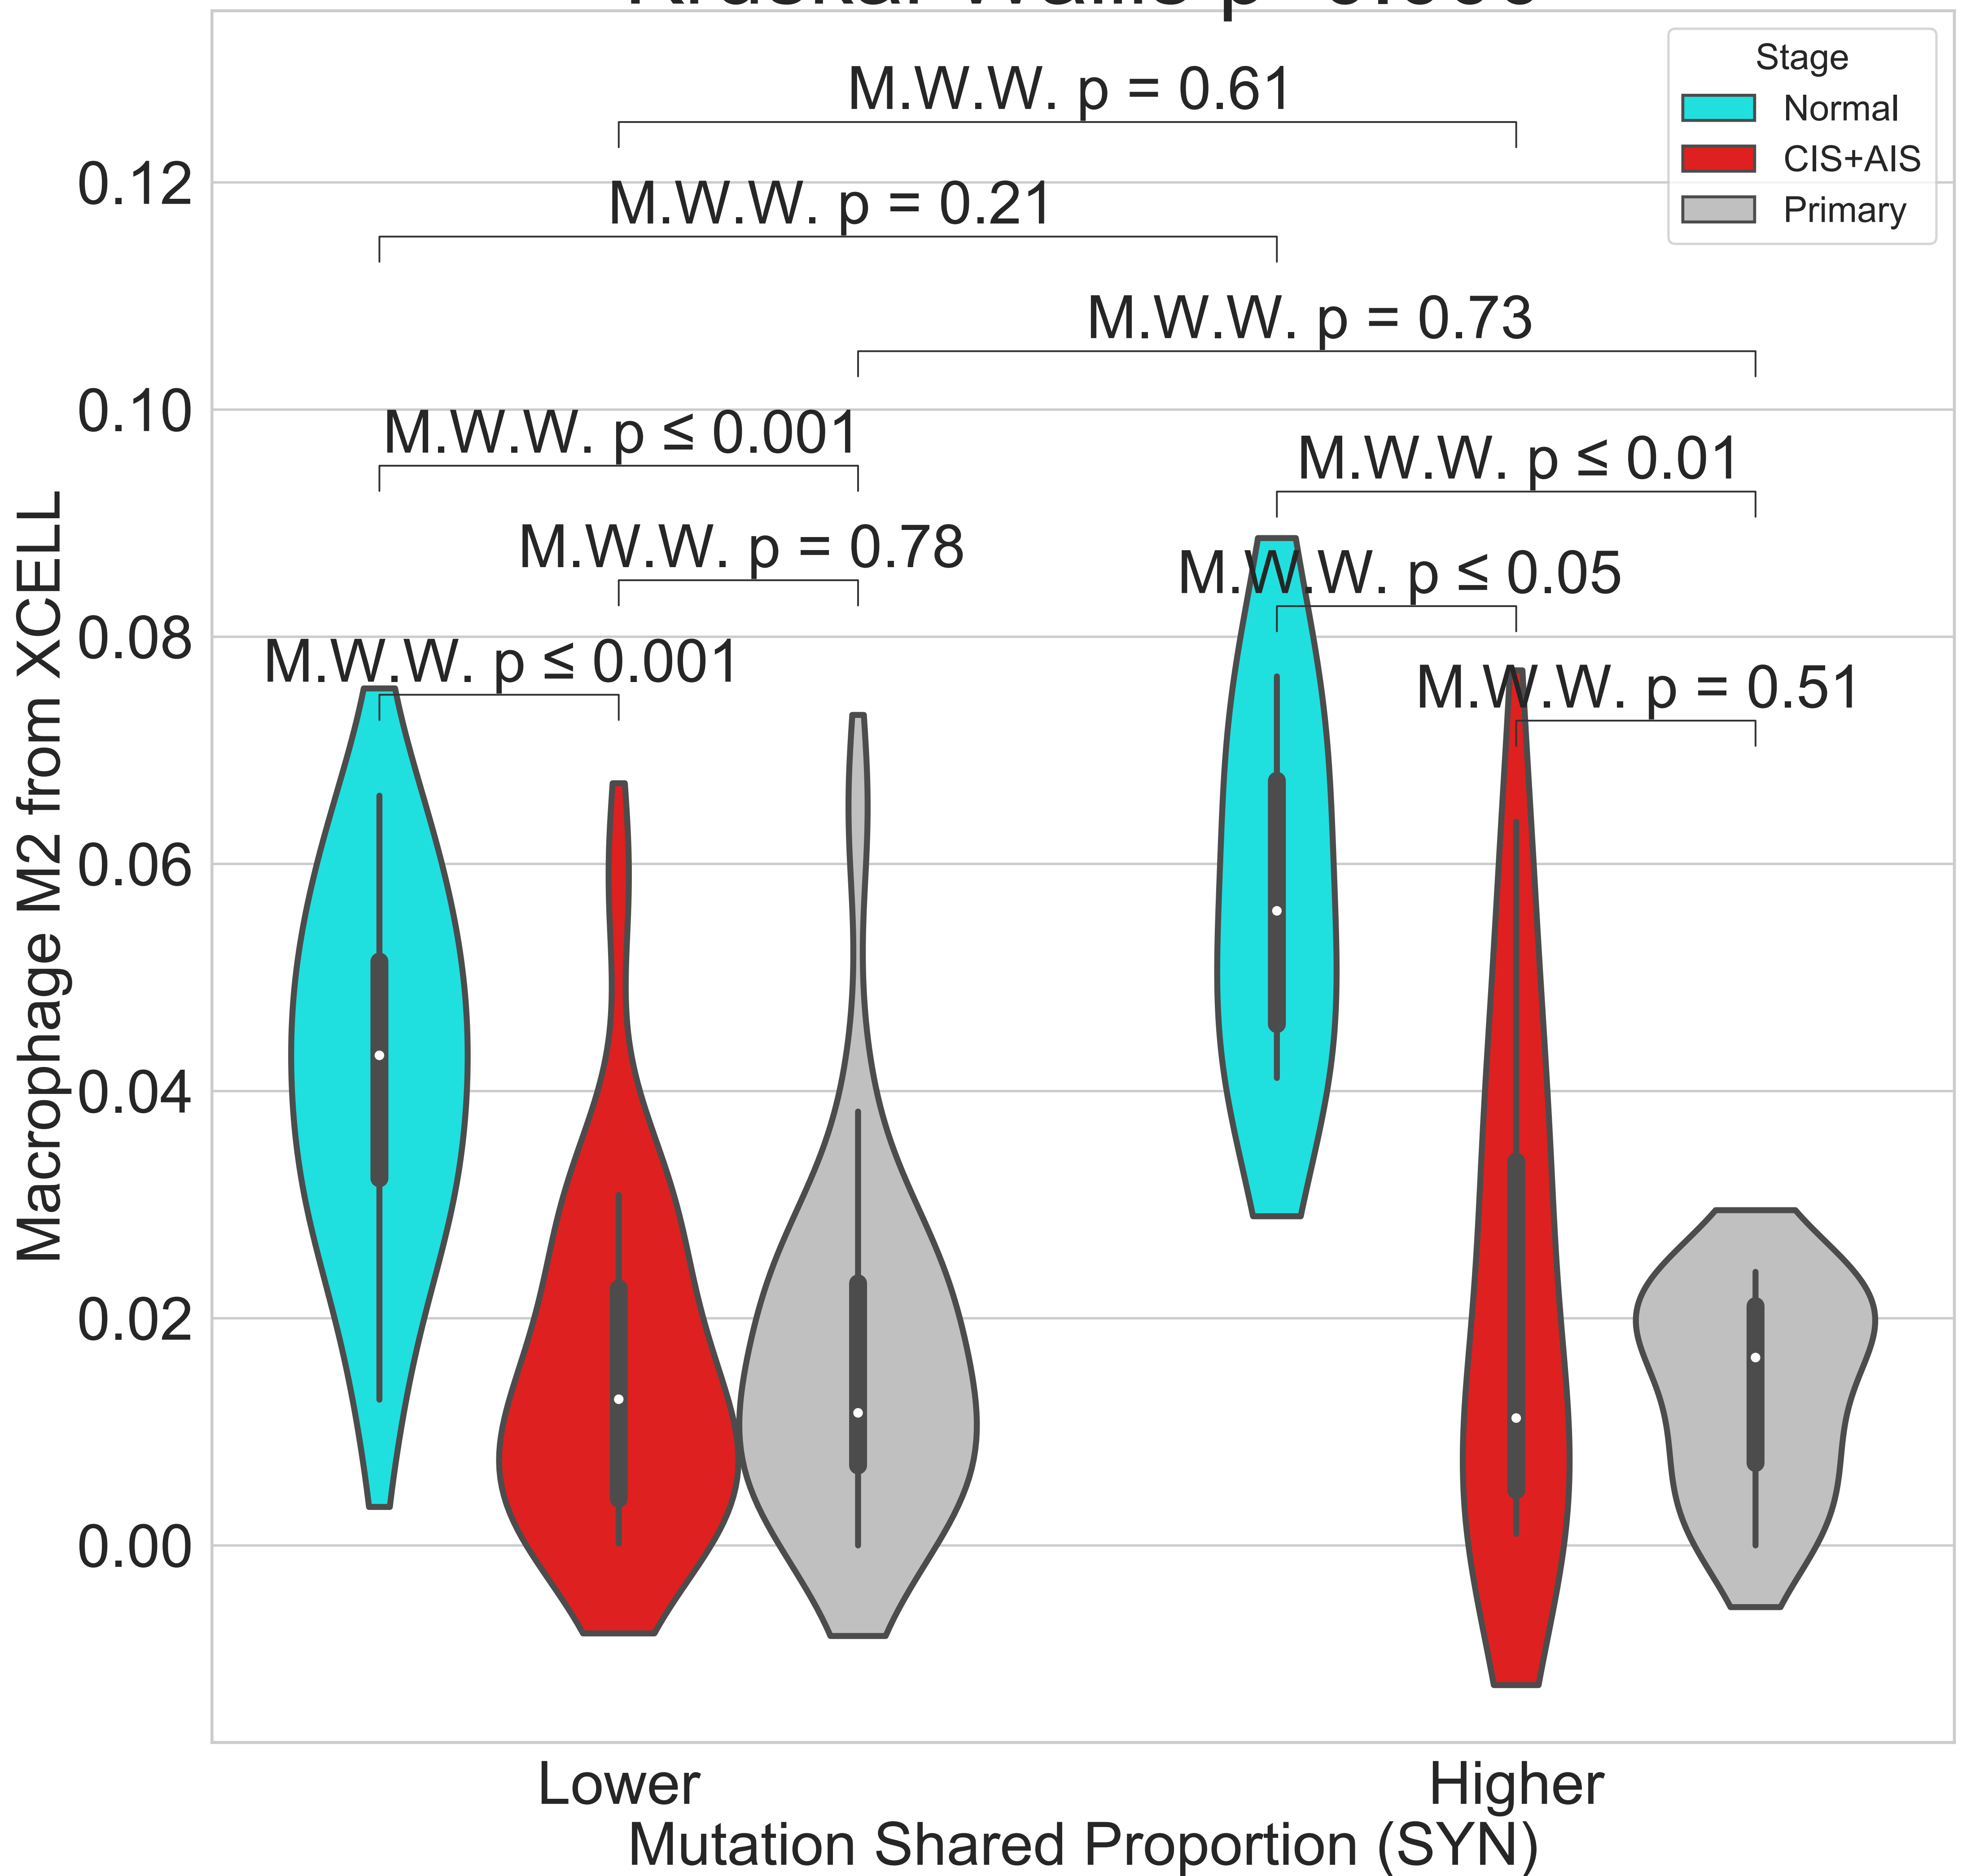 Stage
Normal
CIS+AIS
Primary
M.W.W. p = 0.61
M.W.W. p = 0.21
M.W.W. p = 0.73
M.W.W. p ≤ 0.001
M.W.W. p ≤ 0.01
M.W.W. p = 0.78
M.W.W. p ≤ 0.05
M.W.W. p ≤ 0.001
M.W.W. p = 0.51
0.12
0.10
0.08
0.06
0.04
0.02
0.00
Macrophage M2 from XCELL
Lower
Higher
Mutation Shared Proportion (SYN)